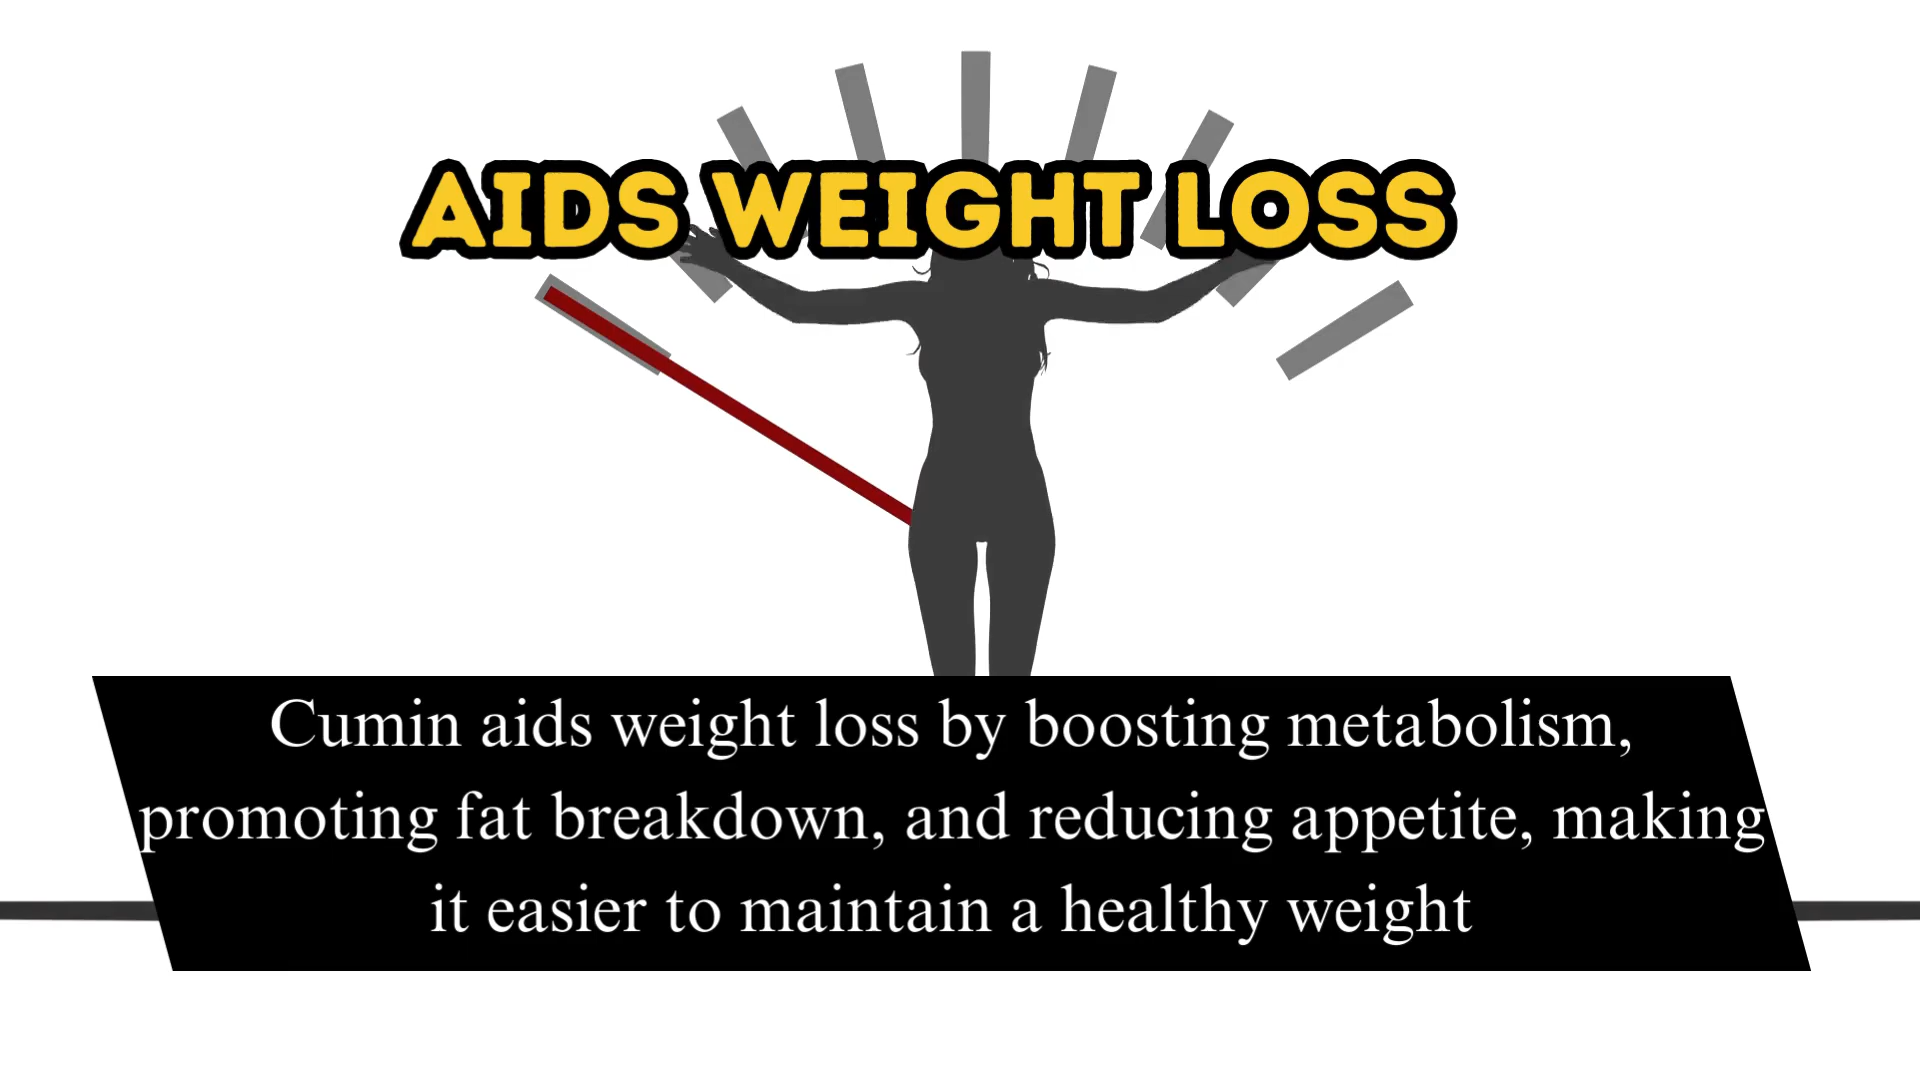 AIDS WEIGHT LOSS
Cumin aids weight loss by boosting metabolism,
promoting fat breakdown, and reducing appetite, making
it easier to maintain a healthy weight